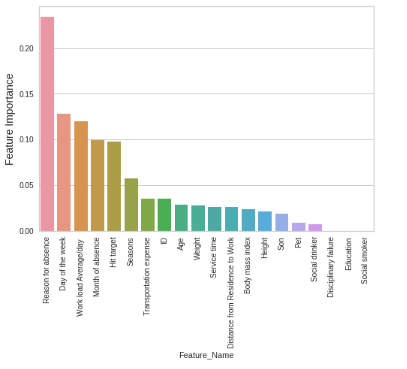 Feature Importance
0.20
0.15
0.10
0.05
0.00
Reason for absence
Day of the week
Work load Average/day
Month of absence
Hit target
Seasons
Transportation expense
ID
Age
Weight
Service time
Distance from Residence to Work
Body mass index
Height
Son
Pet
Social drinker
Disciplinary failure
Education
Social smoker
Feature_Name